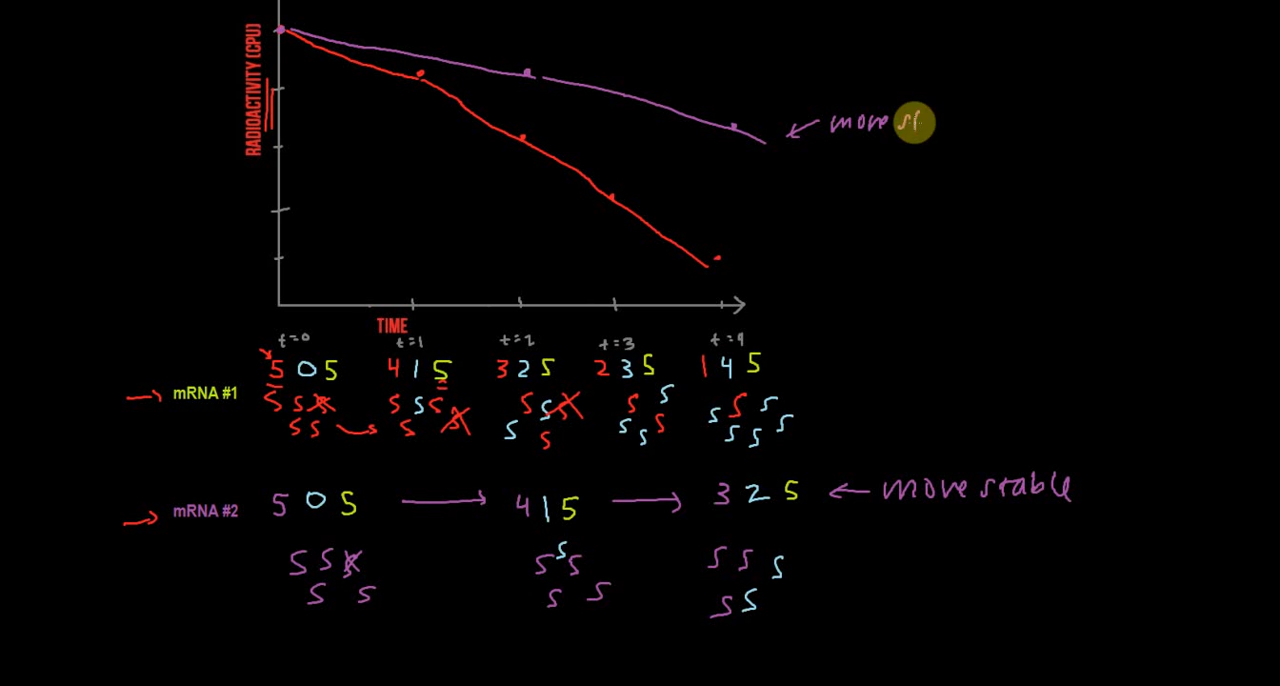 RADIOACTIVITY (CPU)
← more st
TIME
t=0 t=1 t=2 t=3 t=4
5 0 5 4 1 5 3 2 5 2 3 5 1 4 5
→ mRNA #1
S S S S S S S S S S S S S S
S S → S S S S S S S S S S
mRNA #2
5 0 5 → 4 1 5 → 3 2 5 ← more stable
S S S S S S S S S
S S S S S S